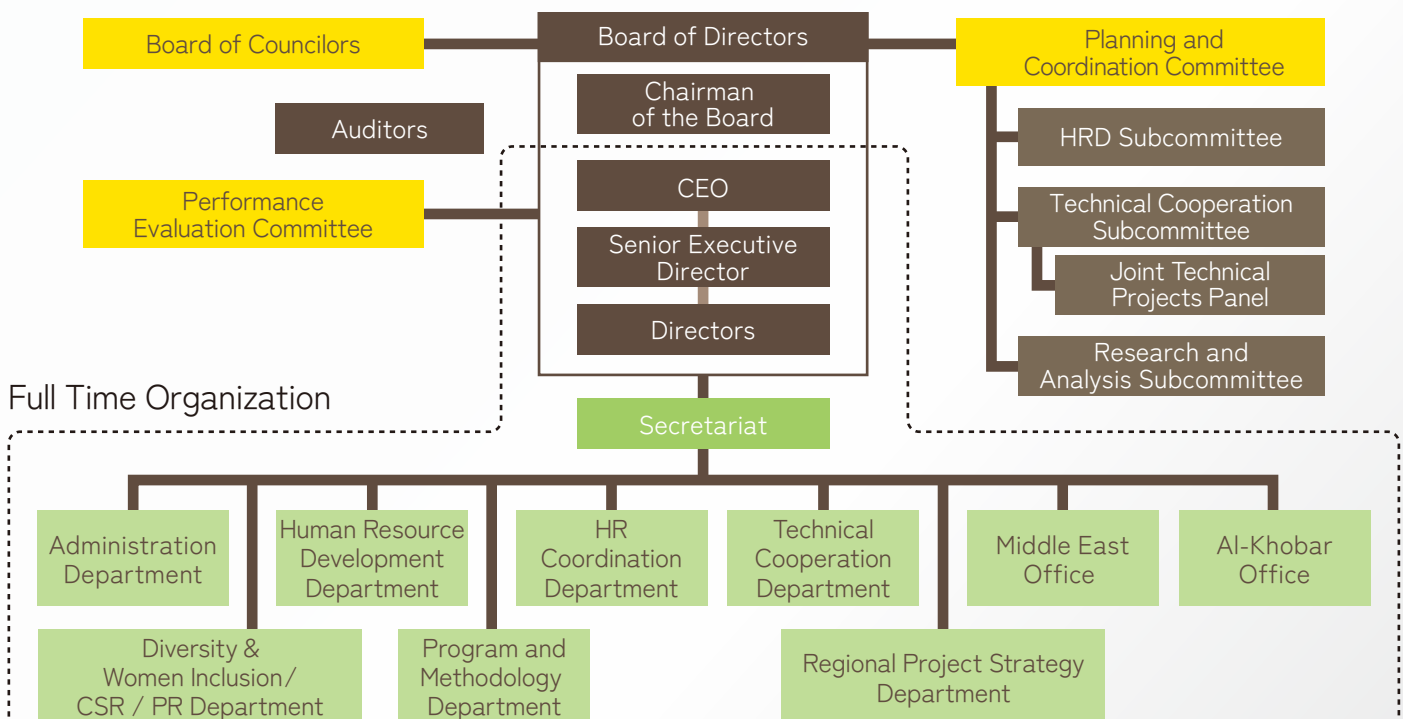 Board of Councilors
Board of Directors
Planning and
Coordination Committee
Chairman
of the Board
Auditors
HRD Subcommittee
CEO
Performance
Evaluation Committee
Technical Cooperation
Subcommittee
Senior Executive
Director
Joint Technical
Projects Panel
Directors
Research and
Analysis Subcommittee
Full Time Organization
Secretariat
Administration
Department
Human Resource
Development
Department
HR
Coordination
Department
Technical
Cooperation
Department
Middle East
Office
Al-Khobar
Office
Diversity &
Women Inclusion/
CSR / PR Department
Program and
Methodology
Department
Regional Project Strategy
Department